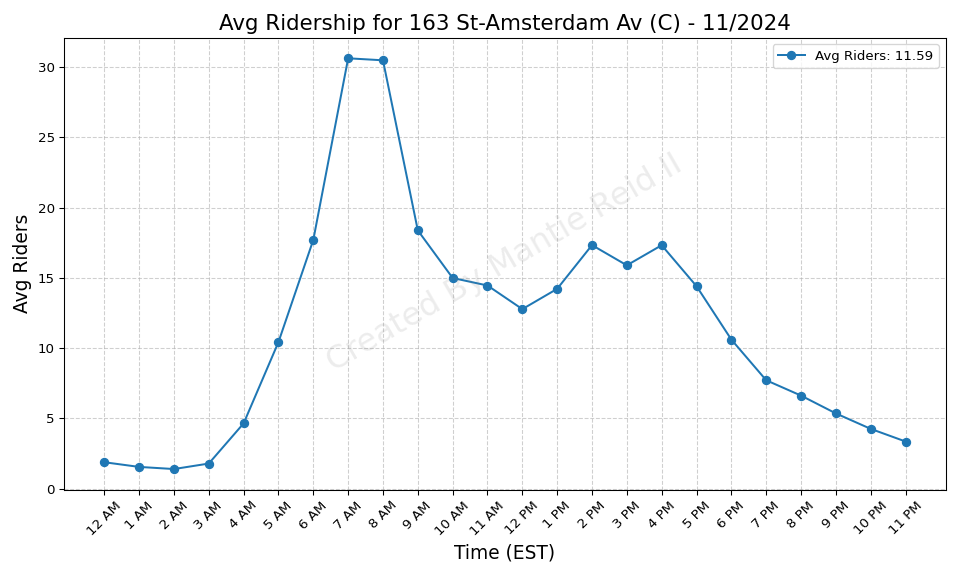 Avg Ridership for 163 St-Amsterdam Av (C) - 11/2024
Avg Riders: 11.59
Avg Riders
30
25
20
15
10
5
0
Created By Mantie Reid II
12 AM
1 AM
2 AM
3 AM
4 AM
5 AM
6 AM
7 AM
8 AM
9 AM
10 AM
11 AM
12 PM
1 PM
2 PM
3 PM
4 PM
5 PM
6 PM
7 PM
8 PM
9 PM
10 PM
11 PM
Time (EST)